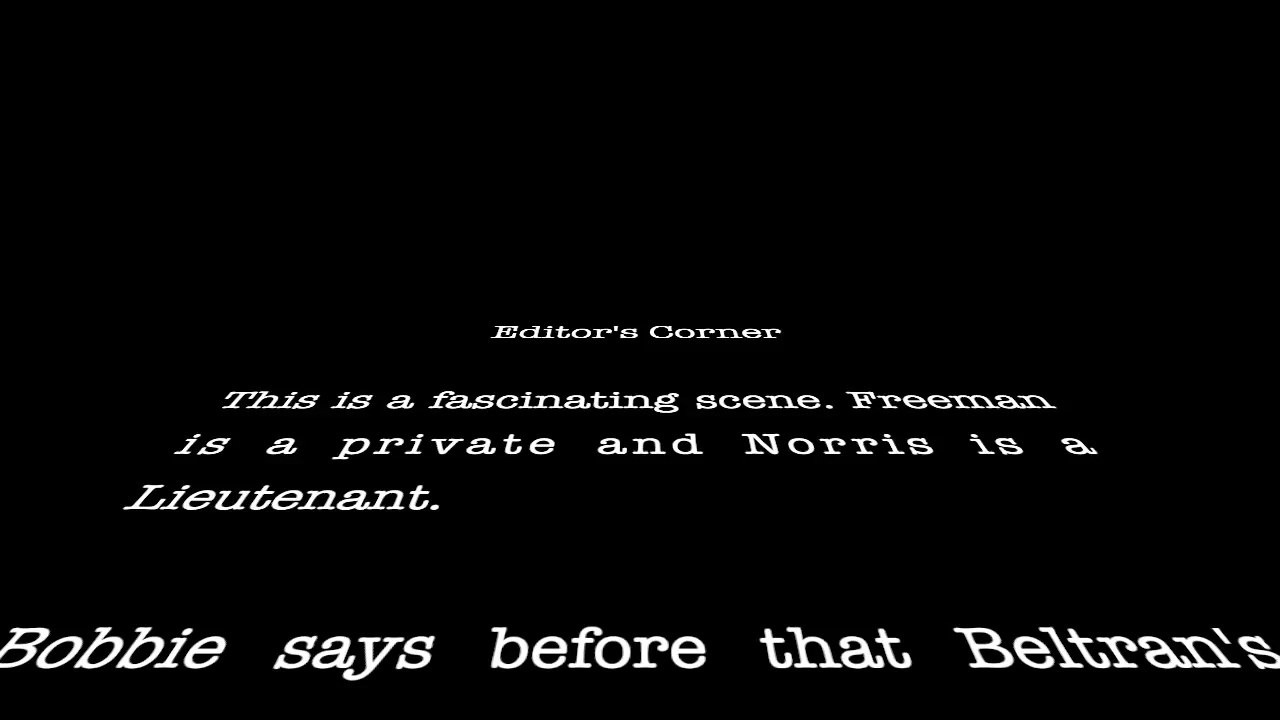 Editor's Corner
This is a fascinating scene. Freeman
is a private and Norris is a
Lieutenant.
Bobbie says before that Beltran's